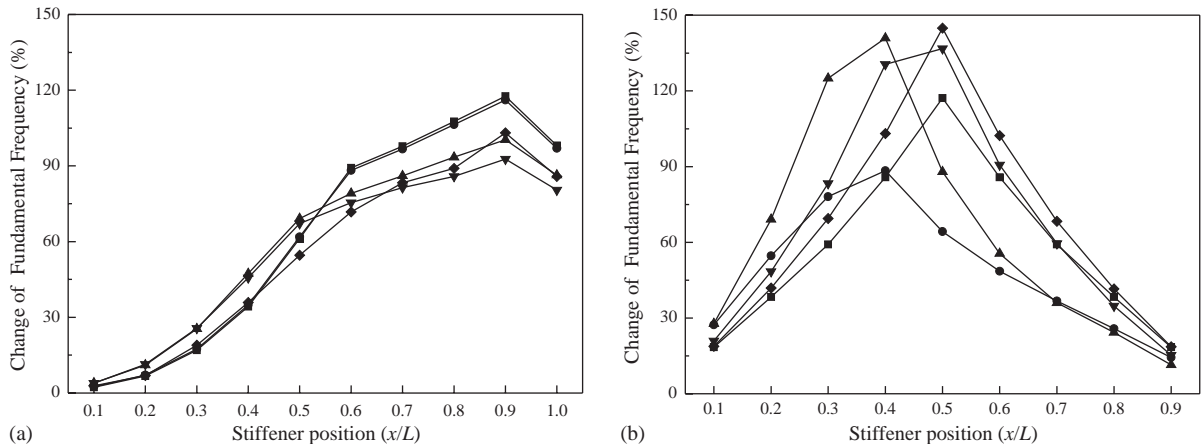 150
120
90
60
30
0
Change of Fundamental Frequency (%)
0.1 0.2 0.3 0.4 0.5 0.6 0.7 0.8 0.9 1.0
(a) Stiffener position (x/L)
150
120
90
60
30
0
Change of Fundamental Frequency (%)
0.1 0.2 0.3 0.4 0.5 0.6 0.7 0.8 0.9
(b) Stiffener position (x/L)